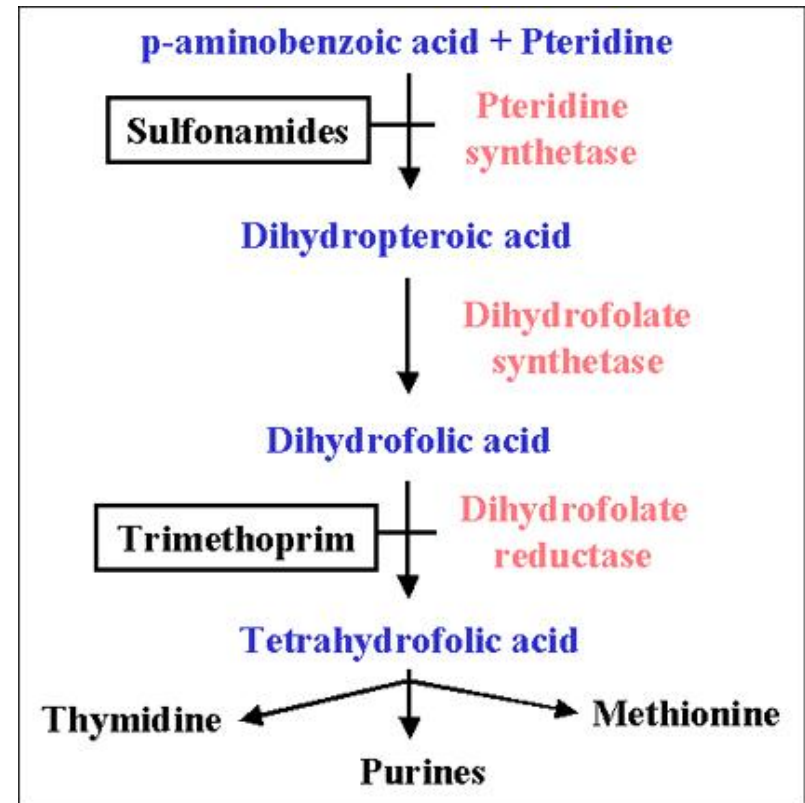 p-aminobenzoic acid + Pteridine
Sulfonamides
Pteridine
synthetase
Dihydropteroic acid
Dihydrofolate
synthetase
Dihydrofolic acid
Trimethoprim
Dihydrofolate
reductase
Tetrahydrofolic acid
Thymidine
Methionine
Purines